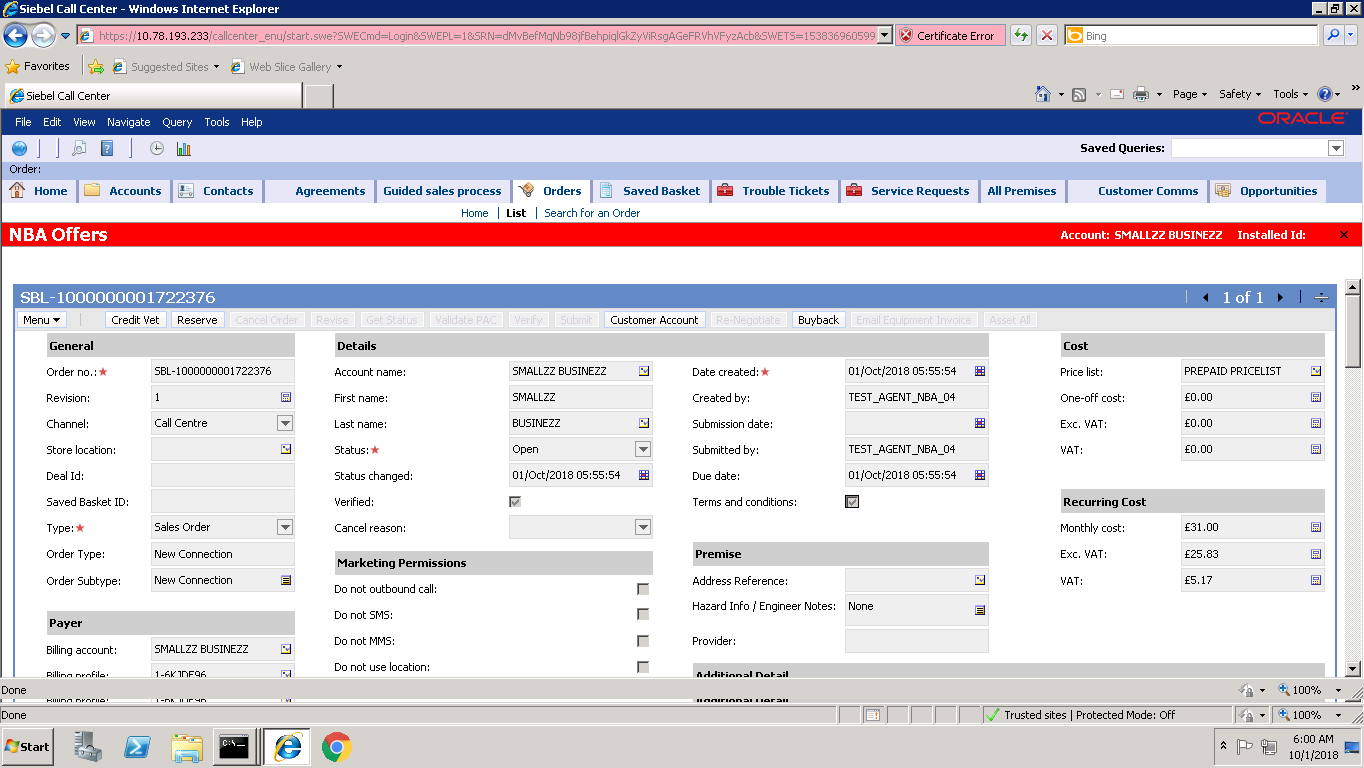 Siebel Call Center - Windows Internet Explorer
https://10.78.193.233/callcenter_enu/start.swe?SWECmd=Login&SWEPL=1&SRN=dMvBefMqNb98jfBehpiqlGkZyViRsgAGeFRVhVFyzAcb&SWETS=153836960599 Certificate Error Bing
Favorites Suggested Sites Web Slice Gallery
Siebel Call Center Page Safety Tools
File Edit View Navigate Query Tools Help ORACLE
Saved Queries:
Order:
Home Accounts Contacts Agreements Guided sales process Orders Saved Basket Trouble Tickets Service Requests All Premises Customer Comms Opportunities
Home List Search for an Order
NBA Offers Account: SMALLZZ BUSINEZZ Installed Id:
SBL-1000000001722376 1 of 1
Menu Credit Vet Reserve Cancel Order Revise Get Status Validate PAC Verify Submit Customer Account Re-Negotiate Buyback Email Equipment Invoice Asset All
General Details Cost
Order no.: SBL-1000000001722376 Account name: SMALLZZ BUSINEZZ Date created: 01/Oct/2018 05:55:54 Price list: PREPAID PRICELIST
Revision: 1 First name: SMALLZZ Created by: TEST_AGENT_NBA_04 One-off cost: £0.00
Channel: Call Centre Last name: BUSINEZZ Submission date: Exc. VAT: £0.00
Store location: Status: Open Submitted by: TEST_AGENT_NBA_04 VAT: £0.00
Deal Id: Status changed: 01/Oct/2018 05:55:54 Due date: 01/Oct/2018 05:55:54
Saved Basket ID: Verified: Terms and conditions: Recurring Cost
Type: Sales Order Cancel reason: Monthly cost: £31.00
Order Type: New Connection Marketing Permissions Premise Exc. VAT: £25.83
Order Subtype: New Connection Do not outbound call: Address Reference: VAT: £5.17
Payer Do not SMS: Hazard Info / Engineer Notes: None
Billing account: SMALLZZ BUSINEZZ Do not MMS: Provider:
Billing profile: 1-6KJDE96 Do not use location: Additional Detail
Done 100%
Billing profile: 1-6KJDE96 Additional Detail
Done Trusted sites | Protected Mode: Off 100%
Start 6:00 AM
10/1/2018